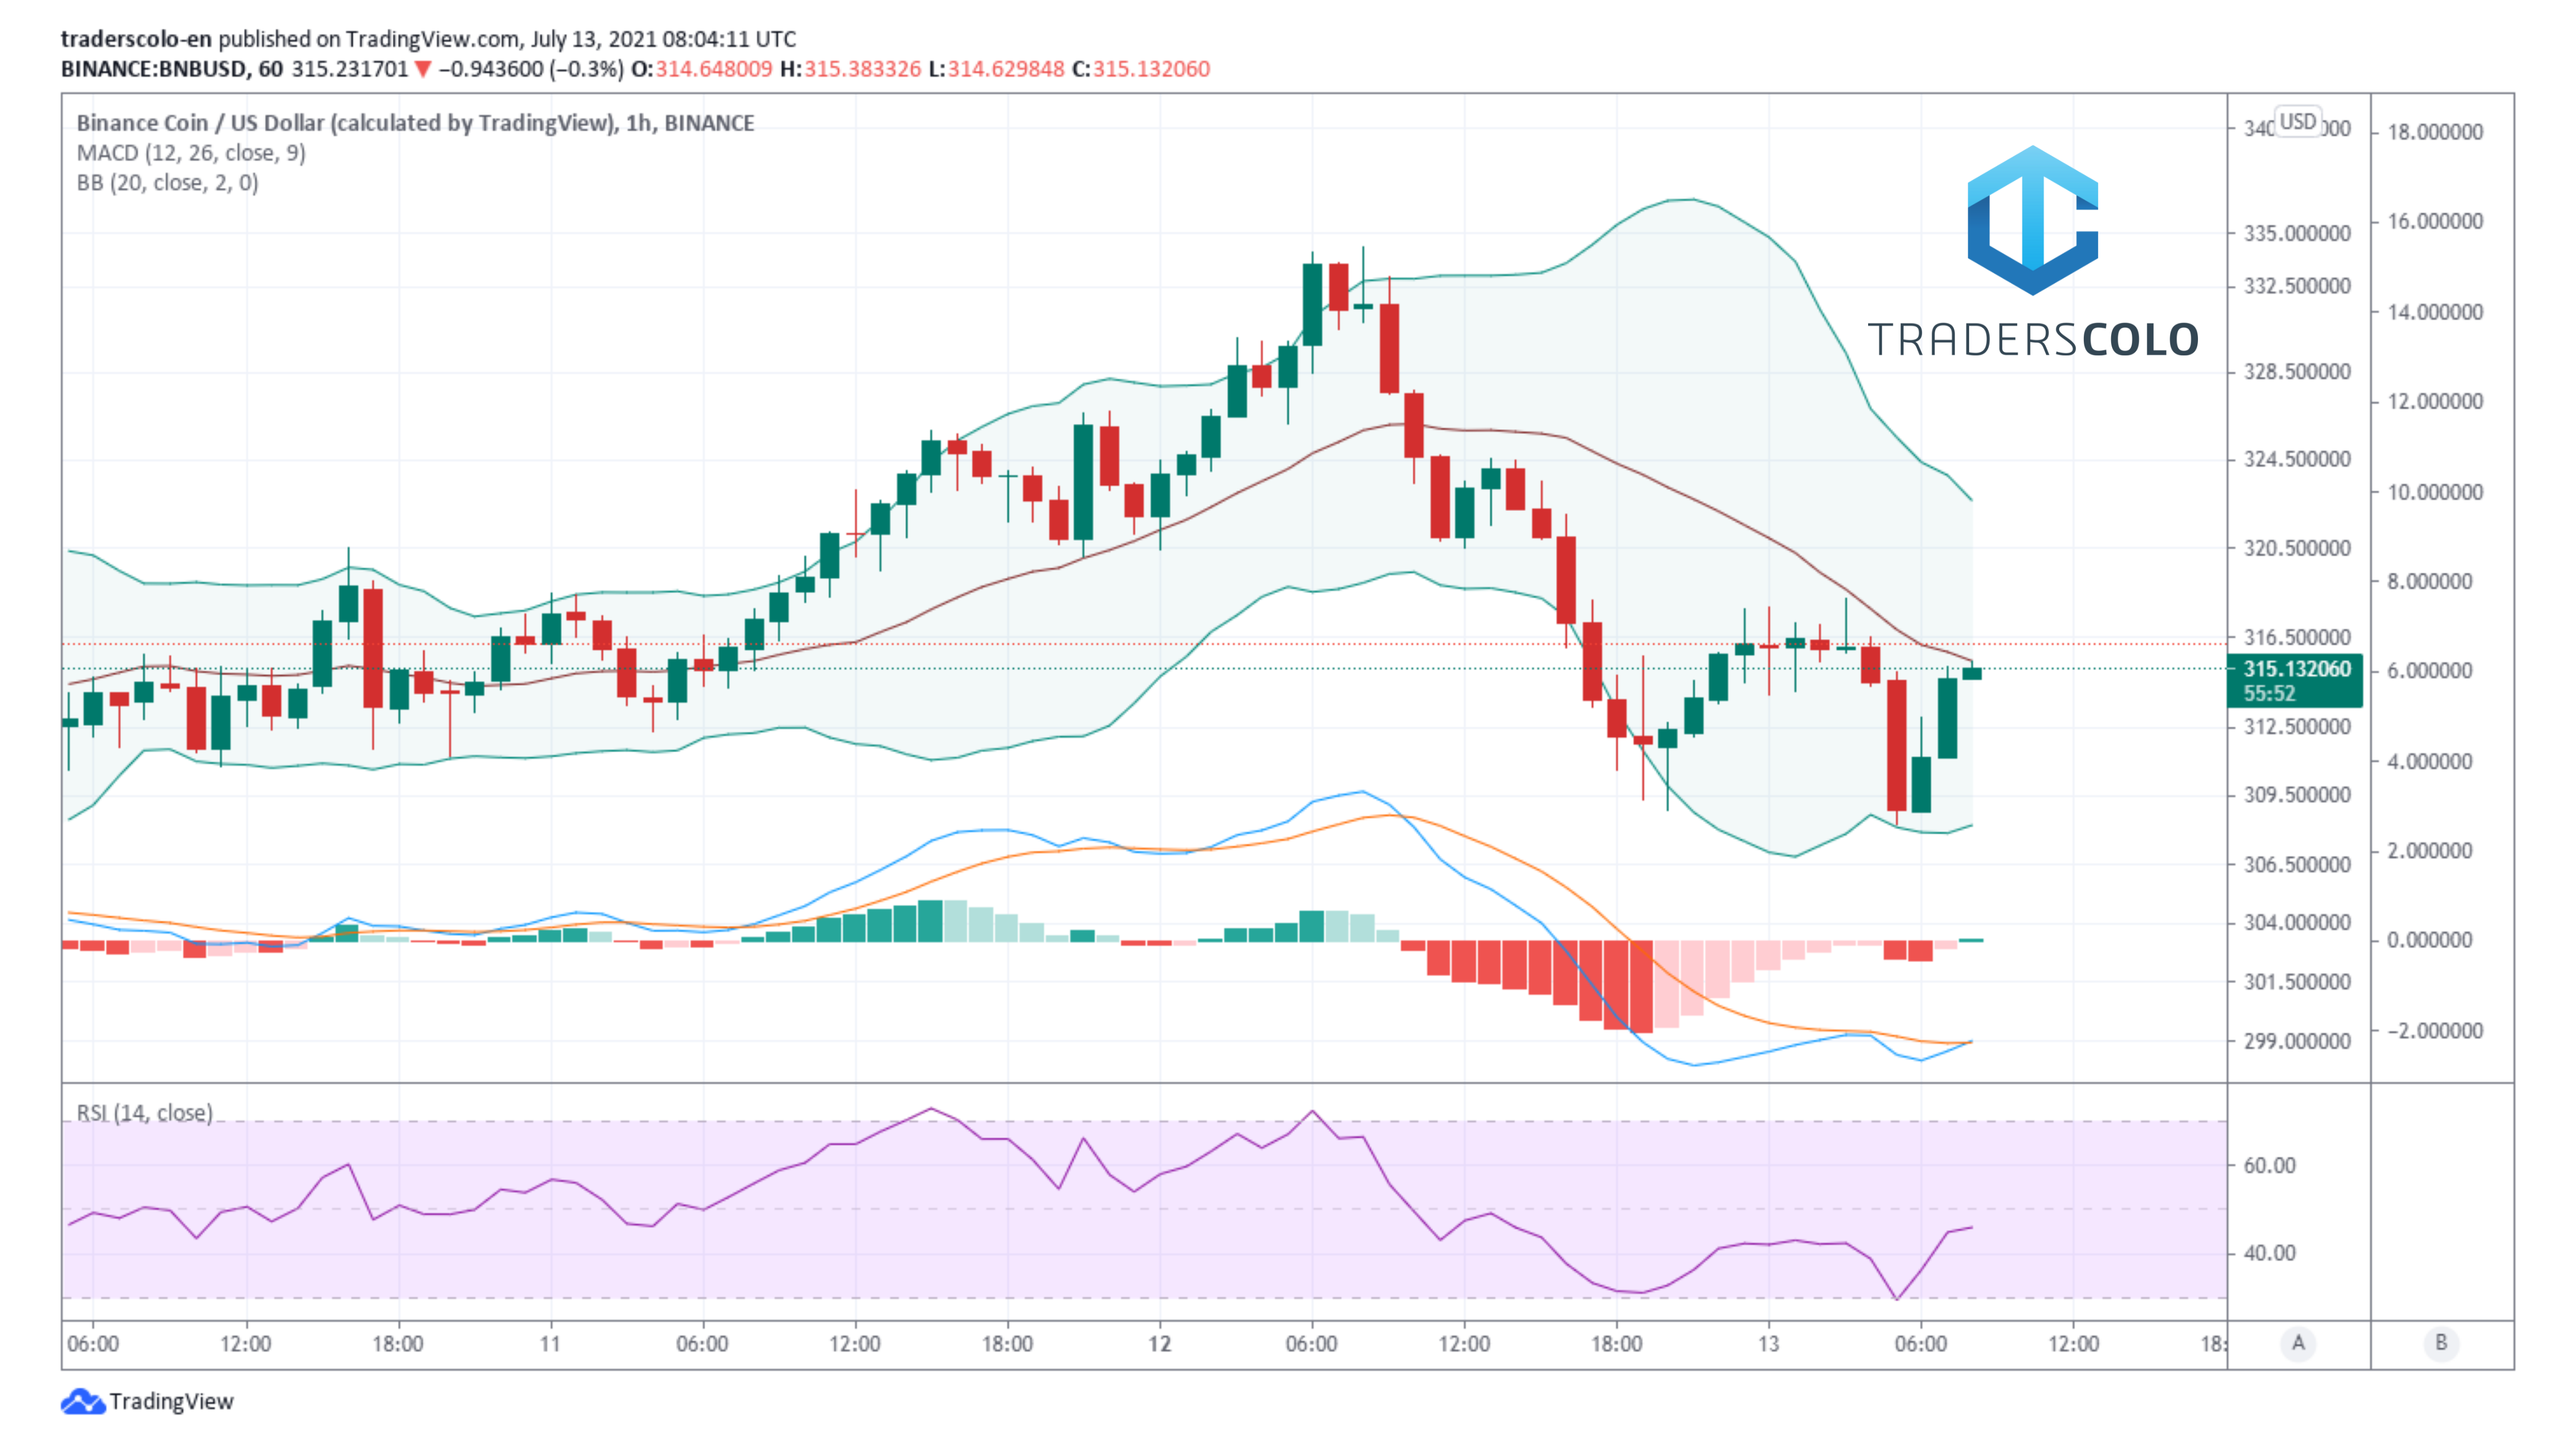 traderscolo-en published on TradingView.com, July 13, 2021 08:04:11 UTC
BINANCE:BNBUSD, 60 315.231701 ▼ −0.943600 (−0.3%) O:314.648009 H:315.383326 L:314.629848 C:315.132060
Binance Coin / US Dollar (calculated by TradingView), 1h, BINANCE
MACD (12, 26, close, 9)
BB (20, close, 2, 0)
USD
TRADERSCOLO
335.000000
332.500000
328.500000
324.500000
320.500000
316.500000
315.132060
55:52
312.500000
309.500000
306.500000
304.000000
301.500000
299.000000
18.000000
16.000000
14.000000
12.000000
10.000000
8.000000
6.000000
4.000000
2.000000
0.000000
−2.000000
RSI (14, close)
60.00
40.00
06:00 12:00 18:00 11 06:00 12:00 18:00 12 06:00 12:00 18:00 13 06:00 12:00 18: A B
TradingView